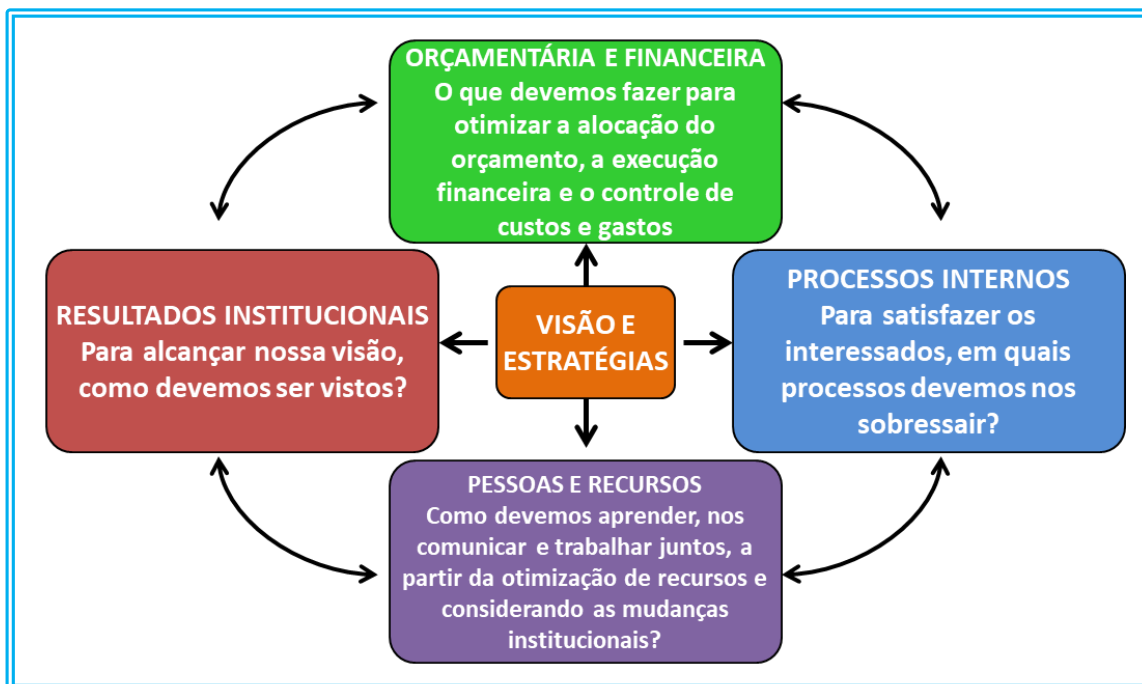 ORÇAMENTÁRIA E FINANCEIRA
O que devemos fazer para
otimizar a alocação do
orçamento, a execução
financeira e o controle de
custos e gastos
RESULTADOS INSTITUCIONAIS
Para alcançar nossa visão,
como devemos ser vistos?
VISÃO E
ESTRATÉGIAS
PROCESSOS INTERNOS
Para satisfazer os
interessados, em quais
processos devemos nos
sobressair?
PESSOAS E RECURSOS
Como devemos aprender, nos
comunicar e trabalhar juntos, a
partir da otimização de recursos e
considerando as mudanças
institucionais?